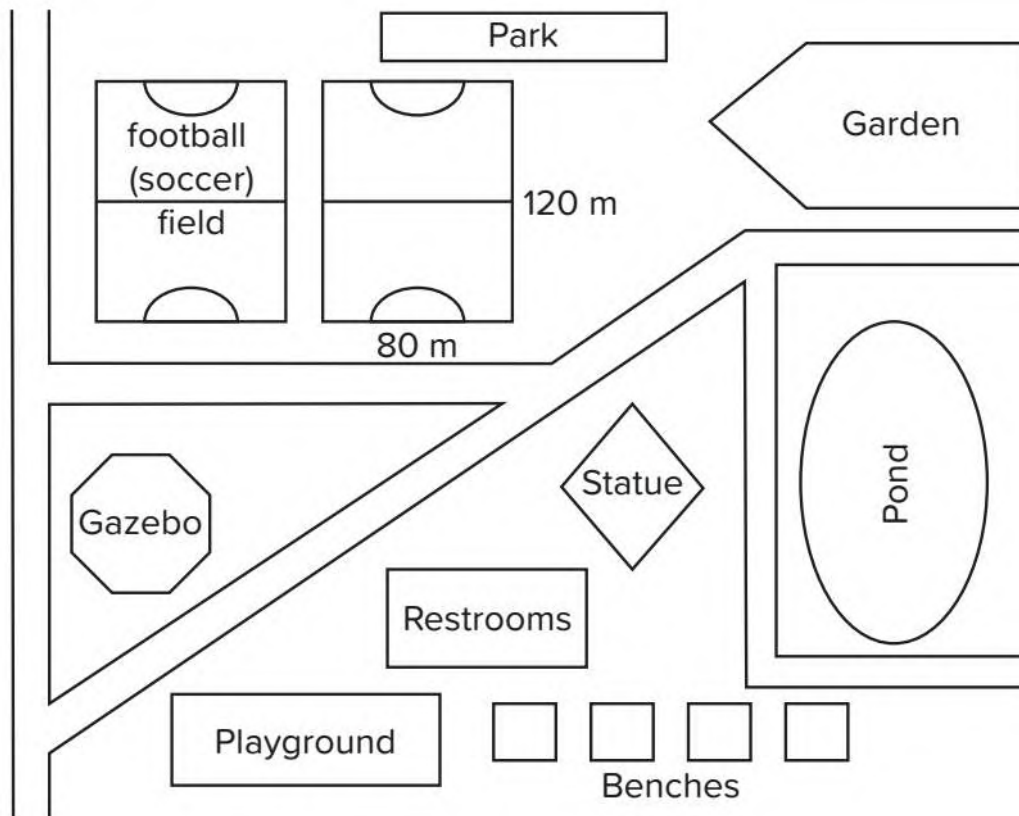 Park
football
(soccer)
field
120 m
80 m
Garden
Gazebo
Statue
Pond
Restrooms
Playground
Benches